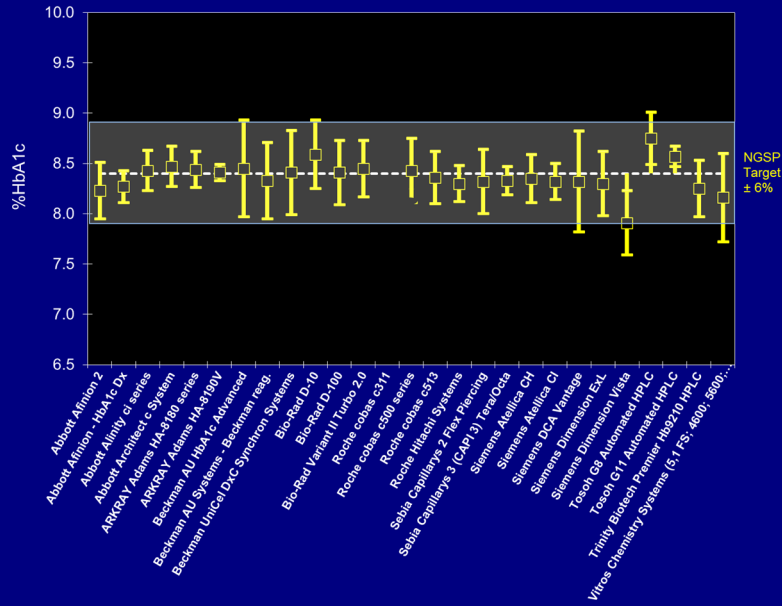 10.0
9.5
9.0
8.5
8.0
7.5
7.0
6.5
%HbA1c
NGSP
Target
± 6%
Abbott Afinion 2
Abbott Afinion - HbA1c Dx
Abbott Alinity ci series
Abbott Architect c System
ARKRAY Adams HA-8180 series
ARKRAY Adams HA-8190V
Beckman AU HbA1c Advanced
Beckman AU Systems - Beckman reag.
Beckman UniCel DxC Synchron Systems
Bio-Rad D-10
Bio-Rad D-100
Bio-Rad Variant II Turbo 2.0
Roche cobas c311
Roche cobas c500 series
Roche cobas c513
Roche Hitachi Systems
Sebia Capillarys 2 Flex Piercing
Sebia Capillarys 3 (CAPI 3) Tera/Octa
Siemens Atellica CH
Siemens Atellica CI
Siemens DCA Vantage
Siemens Dimension ExL
Siemens Dimension Vista
Tosoh G8 Automated HPLC
Tosoh G11 Automated HPLC
Trinity Biotech Premier Hb9210 HPLC
Vitros Chemistry Systems (5,1 FS; 4600; 5600;...